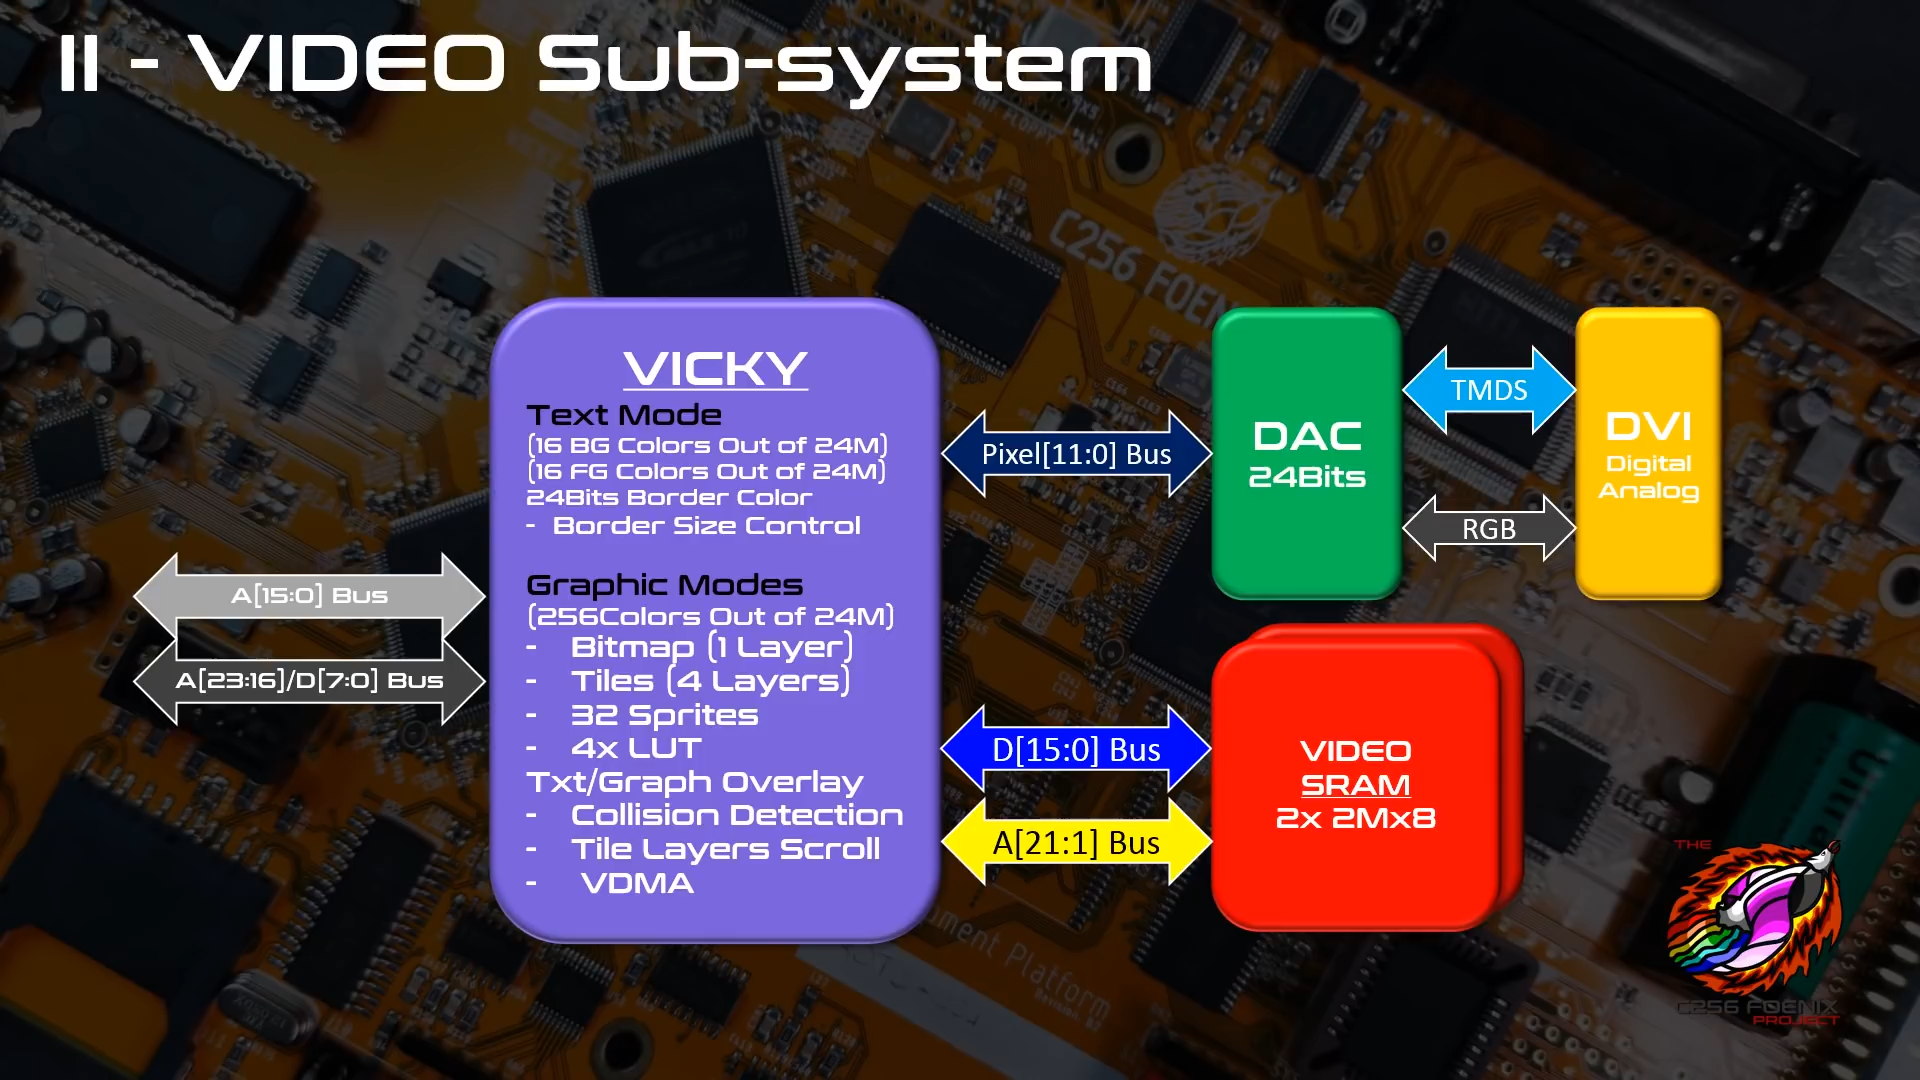 II - VIDEO Sub-system
C256 FOEN
VICKY
Text Mode
(16 BG Colors Out of 24M)
(16 FG Colors Out of 24M)
24Bits Border Color
- Border Size Control
Graphic Modes
(256Colors Out of 24M)
- Bitmap (1 Layer)
- Tiles (4 Layers)
- 32 Sprites
- 4x LUT
Txt/Graph Overlay
- Collision Detection
- Tile Layers Scroll
- VDMA
A[15:0] Bus
A[23:16]/D[7:0] Bus
Pixel[11:0] Bus
DAC
24Bits
TMDS
RGB
DVI
Digital
Analog
D[15:0] Bus
A[21:1] Bus
VIDEO
SRAM
2x 2Mx8
ment Platform
THE
C256 FOENIX
PROJECT